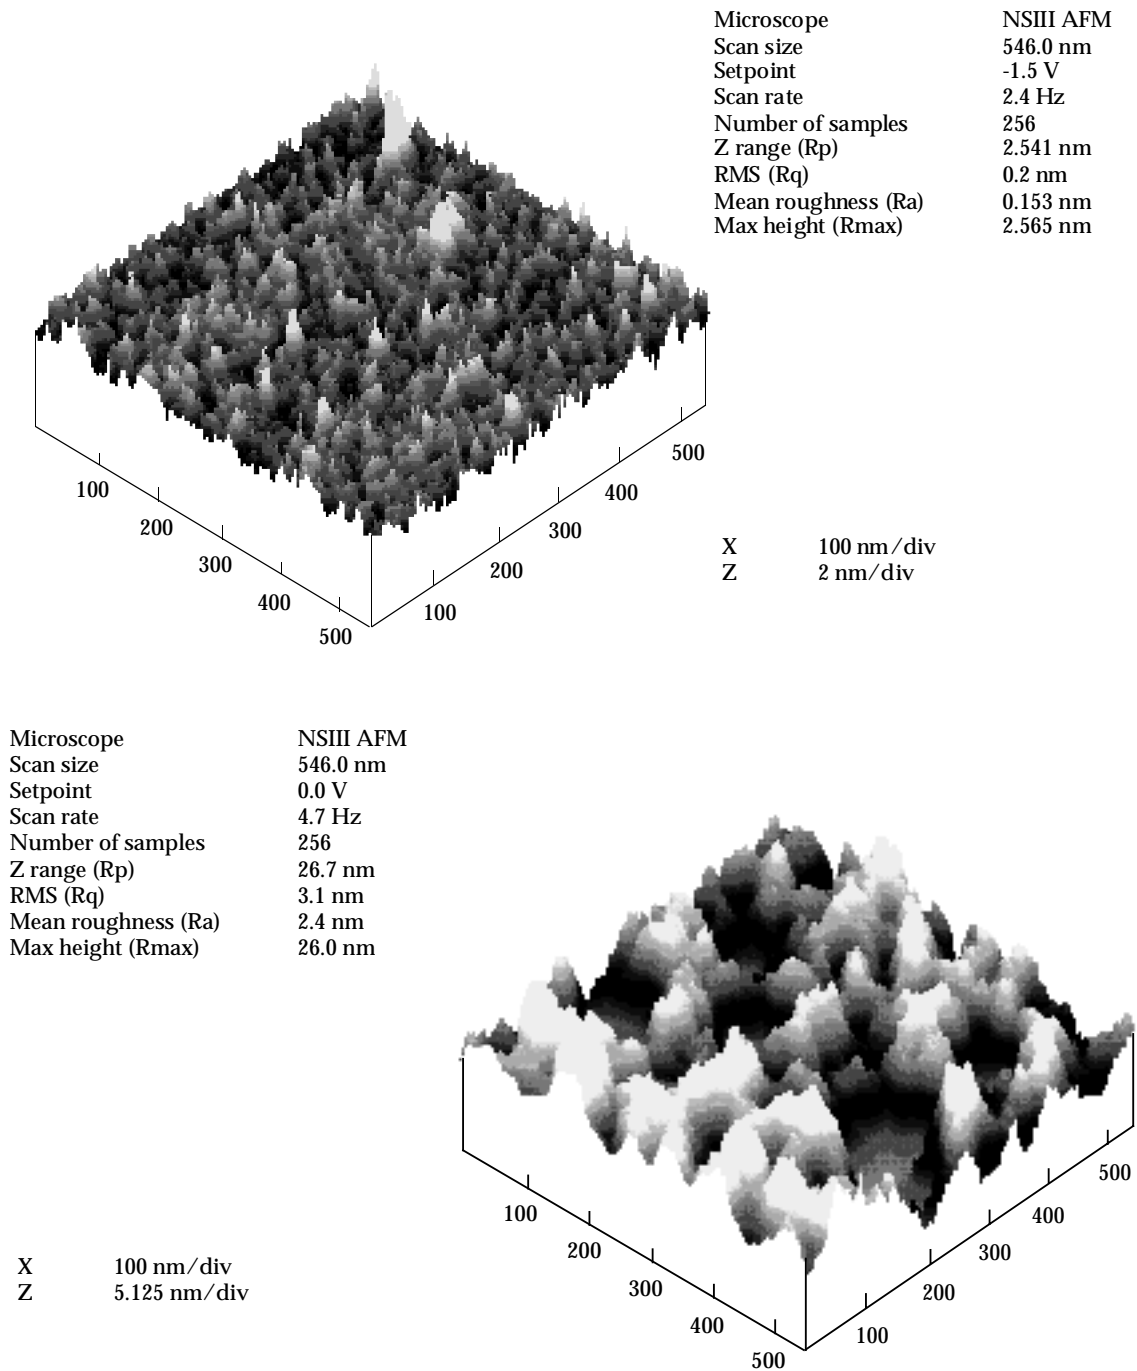 Microscope NSIII AFM
Scan size 546.0 nm
Setpoint -1.5 V
Scan rate 2.4 Hz
Number of samples 256
Z range (Rp) 2.541 nm
RMS (Rq) 0.2 nm
Mean roughness (Ra) 0.153 nm
Max height (Rmax) 2.565 nm
100
200
300
400
500
100
200
300
400
500
X 100 nm/div
Z 2 nm/div
Microscope NSIII AFM
Scan size 546.0 nm
Setpoint 0.0 V
Scan rate 4.7 Hz
Number of samples 256
Z range (Rp) 26.7 nm
RMS (Rq) 3.1 nm
Mean roughness (Ra) 2.4 nm
Max height (Rmax) 26.0 nm
100
200
300
400
500
100
200
300
400
500
X 100 nm/div
Z 5.125 nm/div